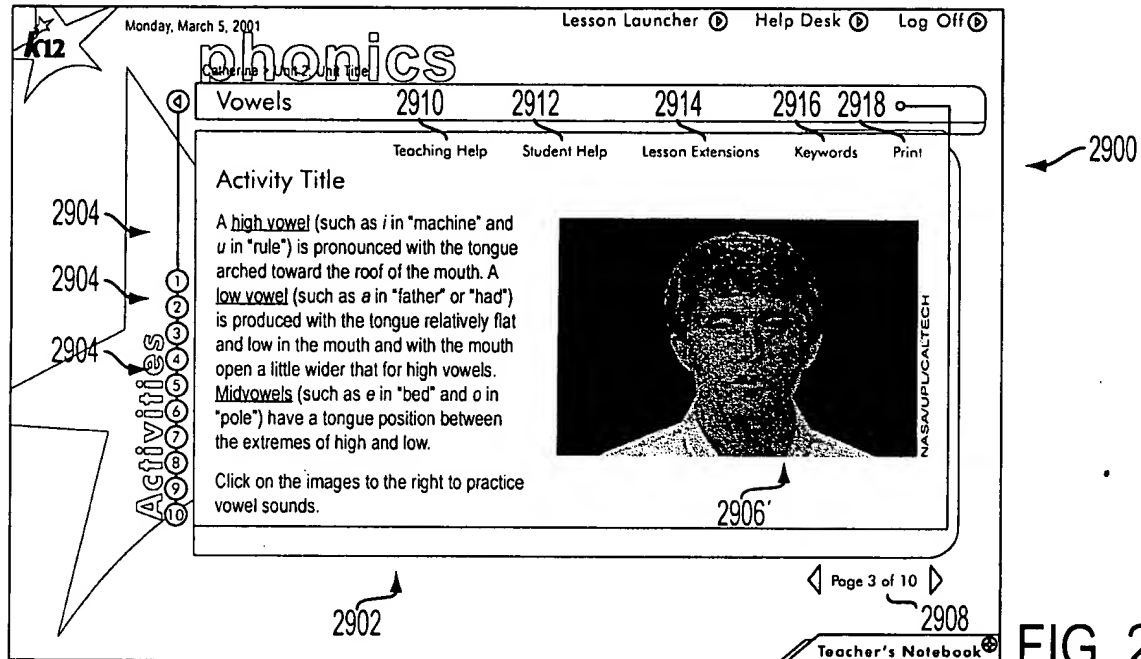 k12
Monday, March 5, 2001
Lesson Launcher
Help Desk
Log Off
phonics
Catherine > Unit 2: Unit Title
Vowels
2910
2912
2914
2916
2918
Teaching Help
Student Help
Lesson Extensions
Keywords
Print
2900
Activity Title
A high vowel (such as i in "machine" and
u in "rule") is pronounced with the tongue
arched toward the roof of the mouth. A
low vowel (such as a in "father" or "had")
is produced with the tongue relatively flat
and low in the mouth and with the mouth
open a little wider that for high vowels.
Midvowels (such as e in "bed" and o in
"pole") have a tongue position between
the extremes of high and low.
Click on the images to the right to practice
vowel sounds.
2904
2904
2904
Activities
1
2
3
4
5
6
7
8
9
10
NASA/UPL/CALTECH
2906'
Page 3 of 10
2908
2902
Teacher's Notebook
FIG. 2